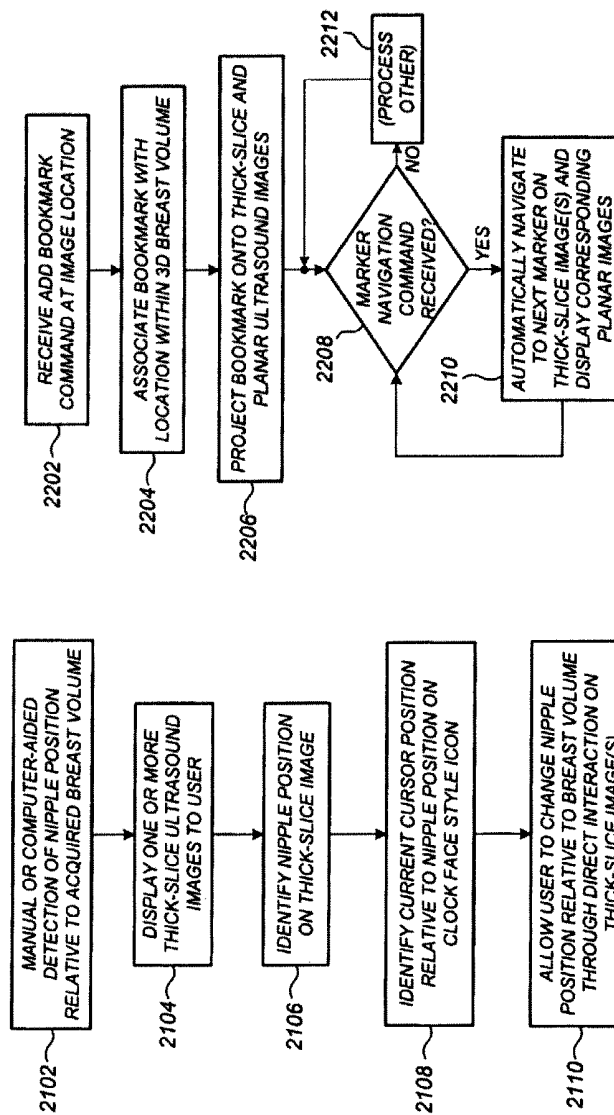 MANUAL OR COMPUTER-AIDED
DETECTION OF NIPPLE POSITION
RELATIVE TO ACQUIRED BREAST VOLUME
2102
DISPLAY ONE OR MORE
THICK-SLICE ULTRASOUND
IMAGES TO USER
2104
IDENTIFY NIPPLE POSITION
ON THICK-SLICE IMAGE
2106
IDENTIFY CURRENT CURSOR POSITION
RELATIVE TO NIPPLE POSITION ON
CLOCK FACE STYLE ICON
2108
ALLOW USER TO CHANGE NIPPLE
POSITION RELATIVE TO BREAST VOLUME
THROUGH DIRECT INTERACTION ON
THICK-SLICE IMAGE(S)
2110
RECEIVE ADD BOOKMARK
COMMAND AT IMAGE LOCATION
2202
ASSOCIATE BOOKMARK WITH
LOCATION WITHIN 3D BREAST VOLUME
2204
PROJECT BOOKMARK ONTO THICK-SLICE AND
PLANAR ULTRASOUND IMAGES
2206
MARKER
NAVIGATION
COMMAND
RECEIVED?
2208
NO
(PROCESS
OTHER)
2212
YES
AUTOMATICALLY NAVIGATE
TO NEXT MARKER ON
THICK-SLICE IMAGE(S) AND
DISPLAY CORRESPONDING
PLANAR IMAGES
2210